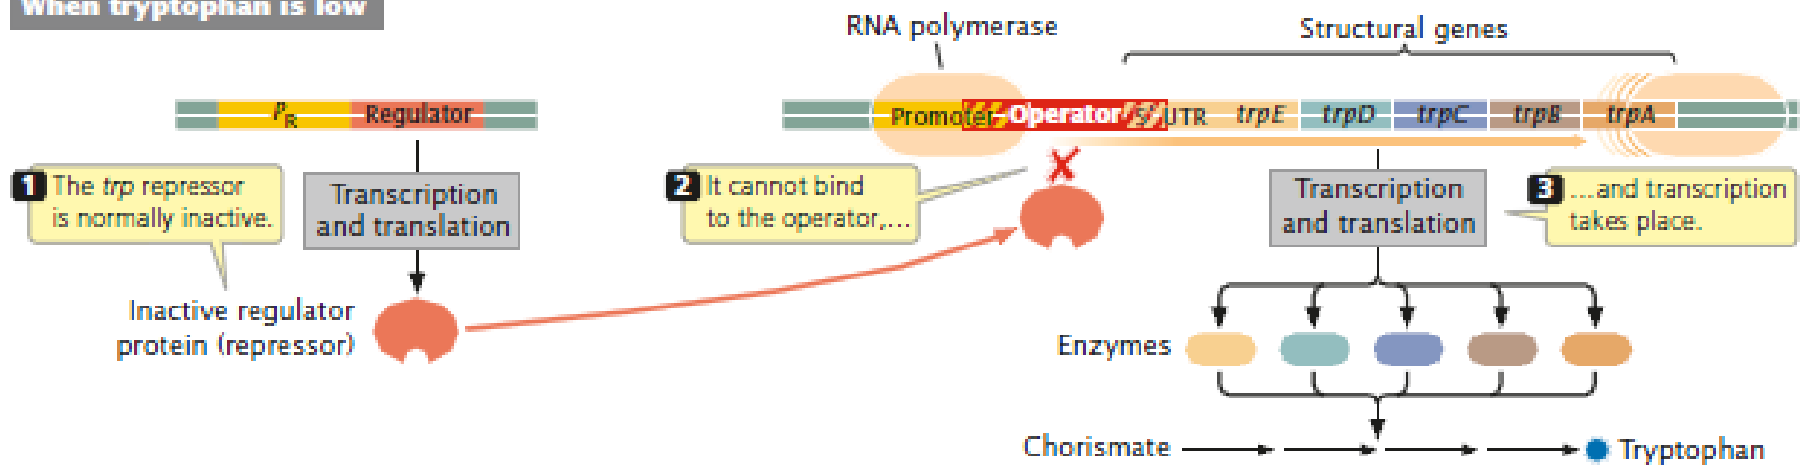 When tryptophan is low
RNA polymerase
Structural genes
PR
Regulator
Promoter
Operator
5′ UTR
trpE
trpD
trpC
trpB
trpA
1 The trp repressor
is normally inactive.
Transcription
and translation
2 It cannot bind
to the operator,...
Transcription
and translation
3 ...and transcription
takes place.
Inactive regulator
protein (repressor)
Enzymes
Chorismate
Tryptophan